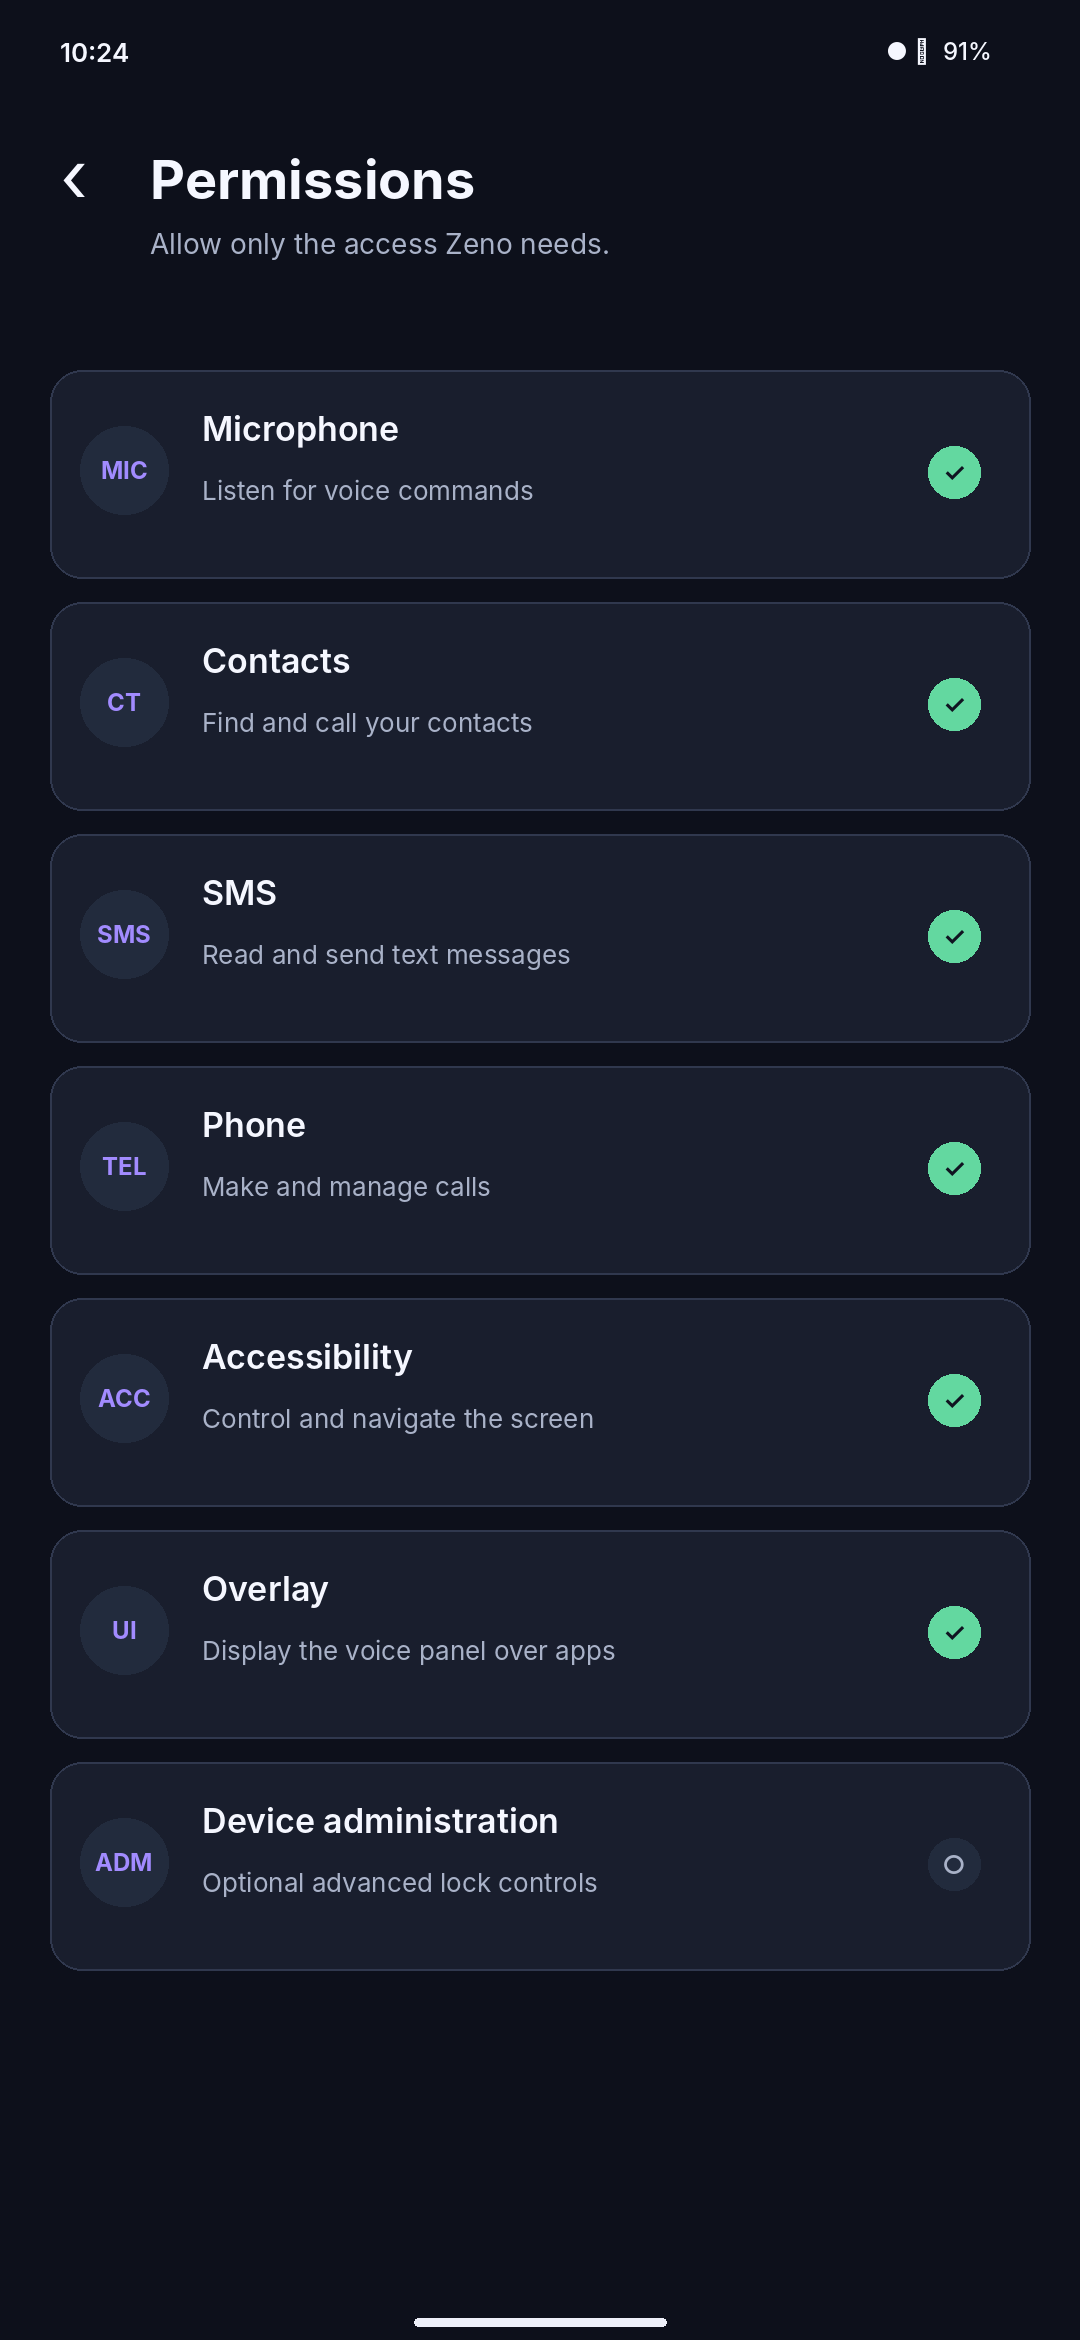 10:24
91%
Permissions
Allow only the access Zeno needs.
MIC
Microphone
Listen for voice commands
CT
Contacts
Find and call your contacts
SMS
SMS
Read and send text messages
TEL
Phone
Make and manage calls
ACC
Accessibility
Control and navigate the screen
UI
Overlay
Display the voice panel over apps
ADM
Device administration
Optional advanced lock controls